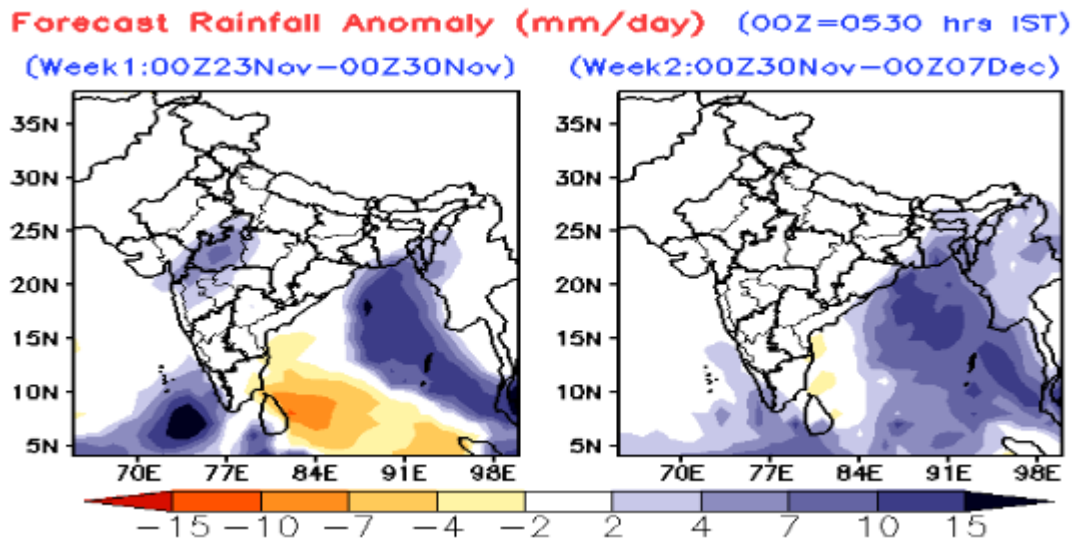 Forecast Rainfall Anomaly (mm/day) (00Z=0530 hrs IST)
(Week1:00Z23Nov−00Z30Nov) (Week2:00Z30Nov−00Z07Dec)
35N 35N
30N 30N
25N 25N
20N 20N
15N 15N
10N 10N
5N 5N
70E 77E 84E 91E 98E 70E 77E 84E 91E 98E
−15 −10 −7 −4 −2 2 4 7 10 15